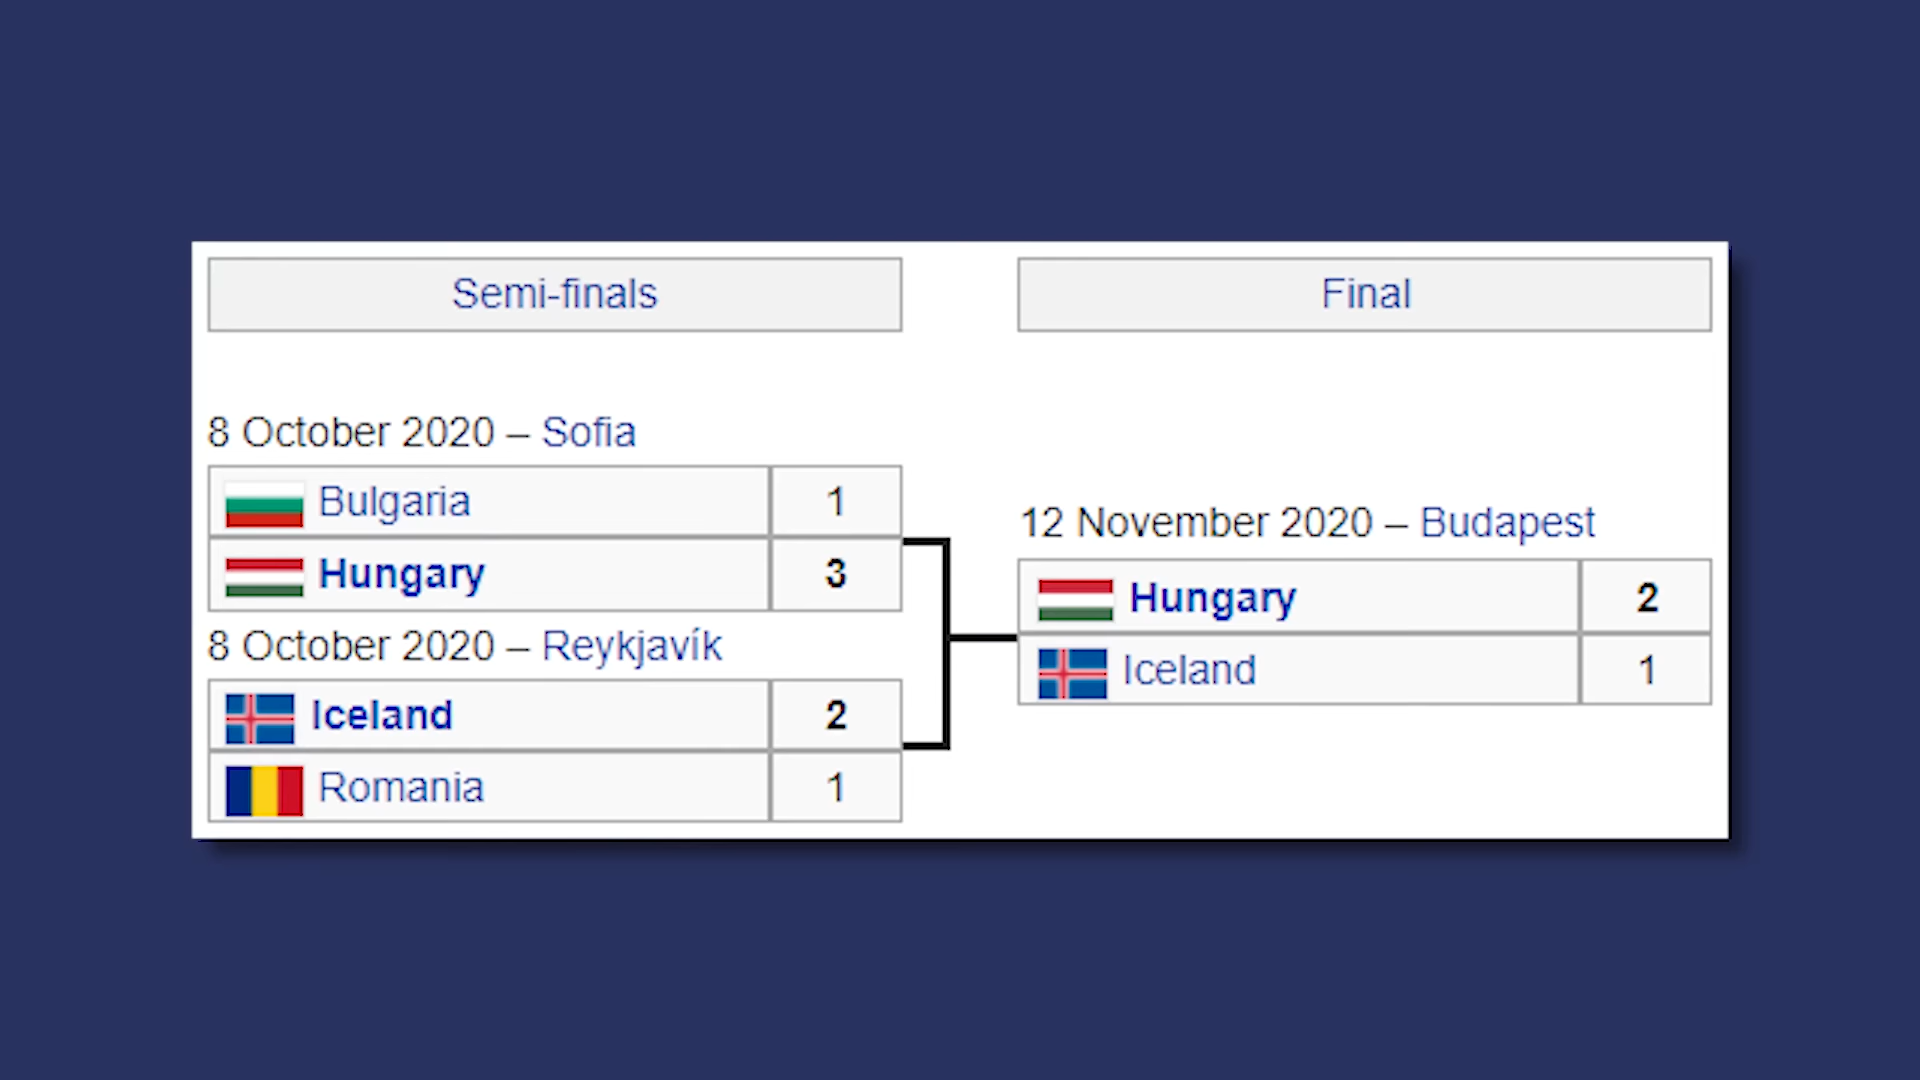 Semi-finals
Final
8 October 2020 – Sofia
Bulgaria 1
Hungary 3
8 October 2020 – Reykjavík
Iceland 2
Romania 1
12 November 2020 – Budapest
Hungary 2
Iceland 1